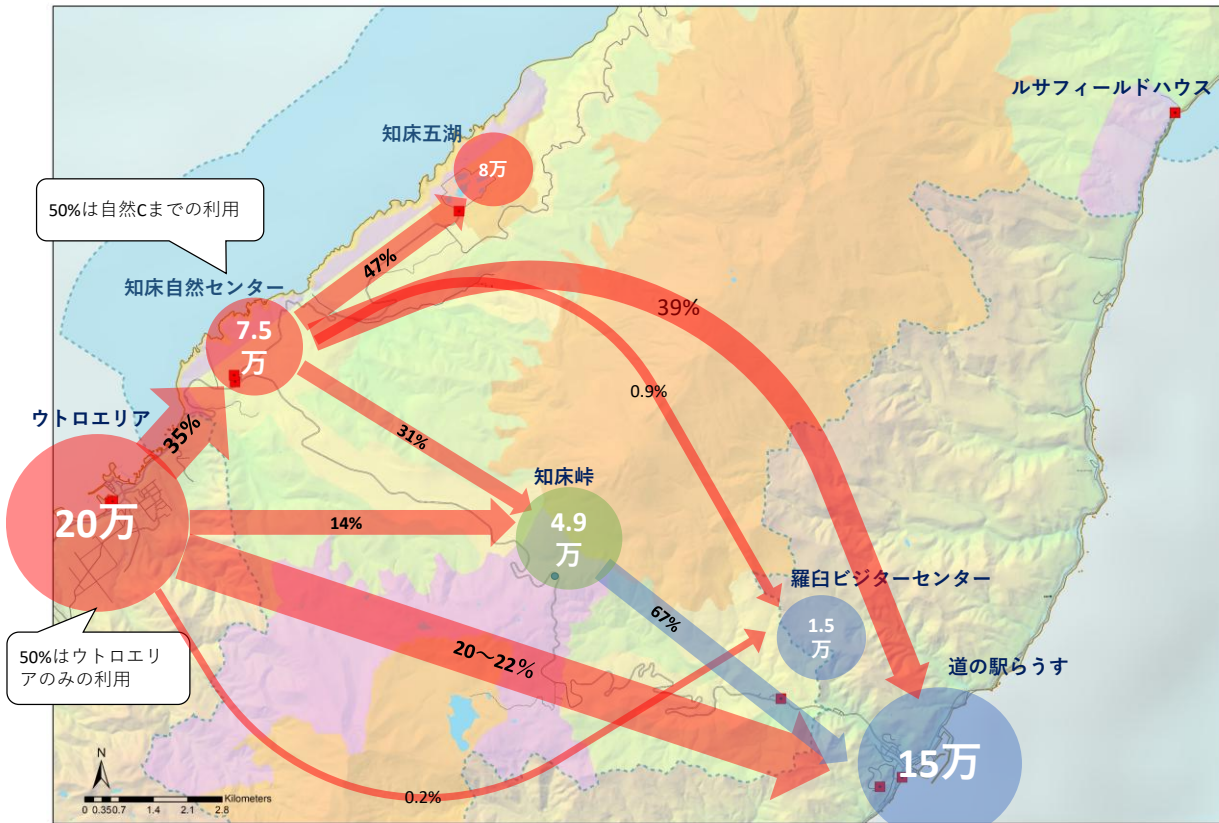 ルサフィールドハウス
知床五湖
8万
50%は自然Cまでの利用
47%
知床自然センター
7.5
万
39%
0.9%
ウトロエリア
35%
31%
知床峠
20万
14%
4.9
万
羅臼ビジターセンター
67%
1.5
万
50%はウトロエリ
アのみの利用
20～22%
道の駅らうす
15万
N
0.2%
Kilometers
0 0.35 0.7 1.4 2.1 2.8